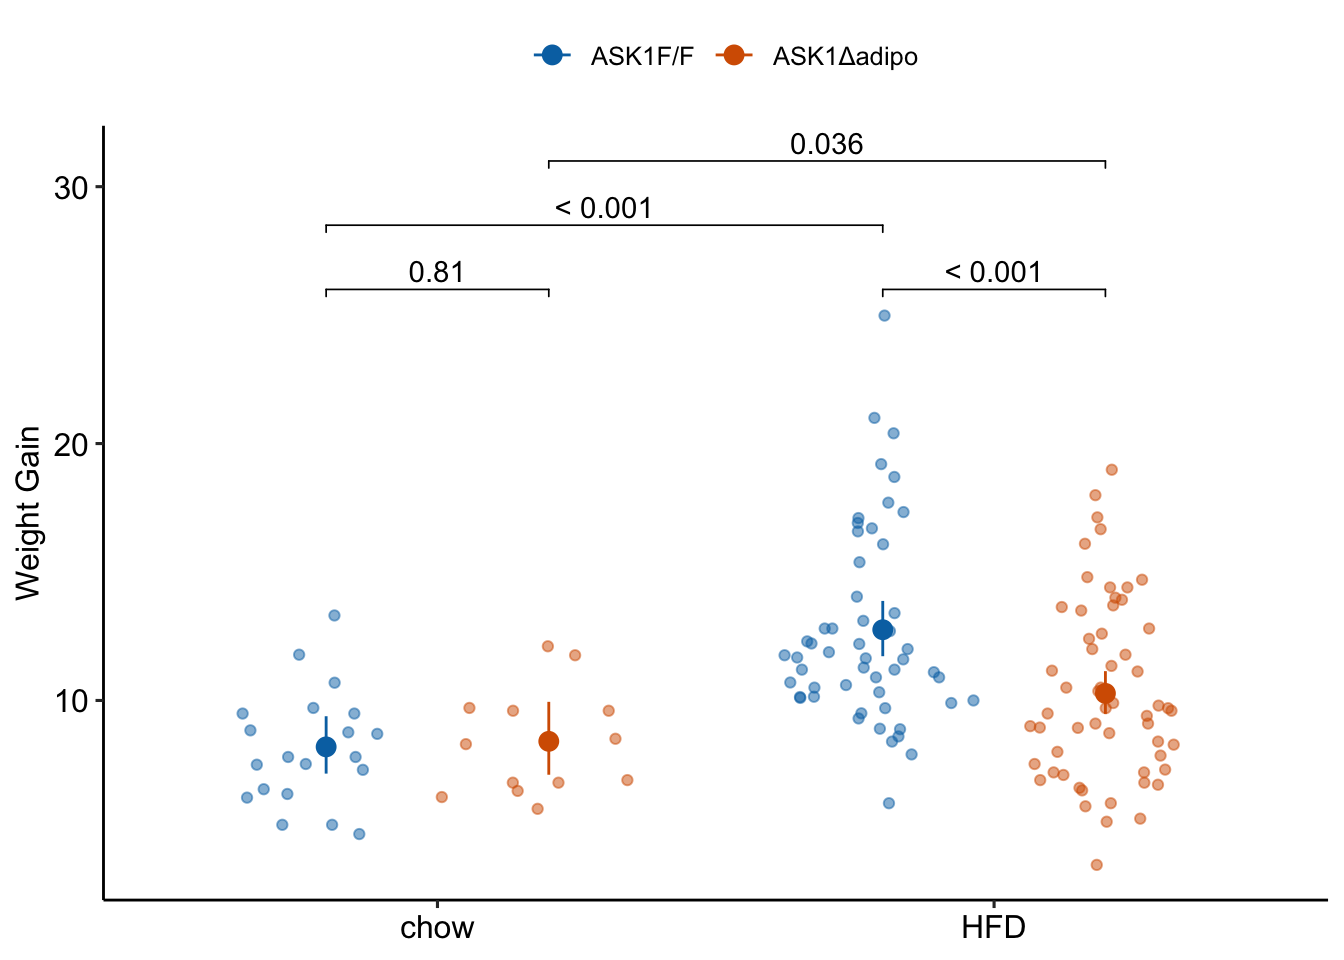 ASK1F/F ASK1Δadipo
0.036
< 0.001
0.81
< 0.001
30
20
10
Weight Gain
chow
HFD